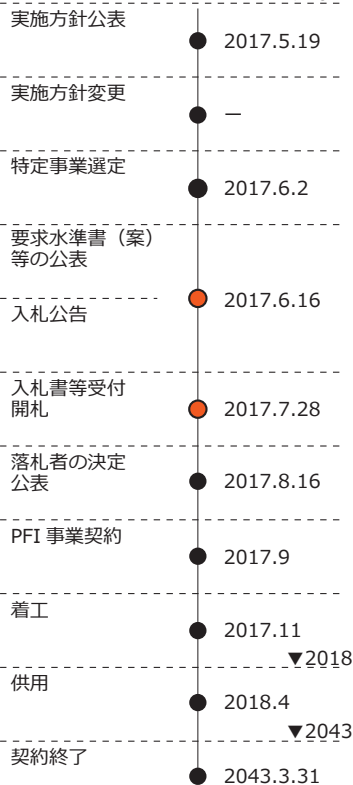 実施方針公表
2017.5.19
実施方針変更
ー
特定事業選定
2017.6.2
要求水準書（案）
等の公表
2017.6.16
入札公告
入札書等受付
開札
2017.7.28
落札者の決定
公表
2017.8.16
PFI 事業契約
2017.9
着工
2017.11
▼2018
供用
2018.4
▼2043
契約終了
2043.3.31